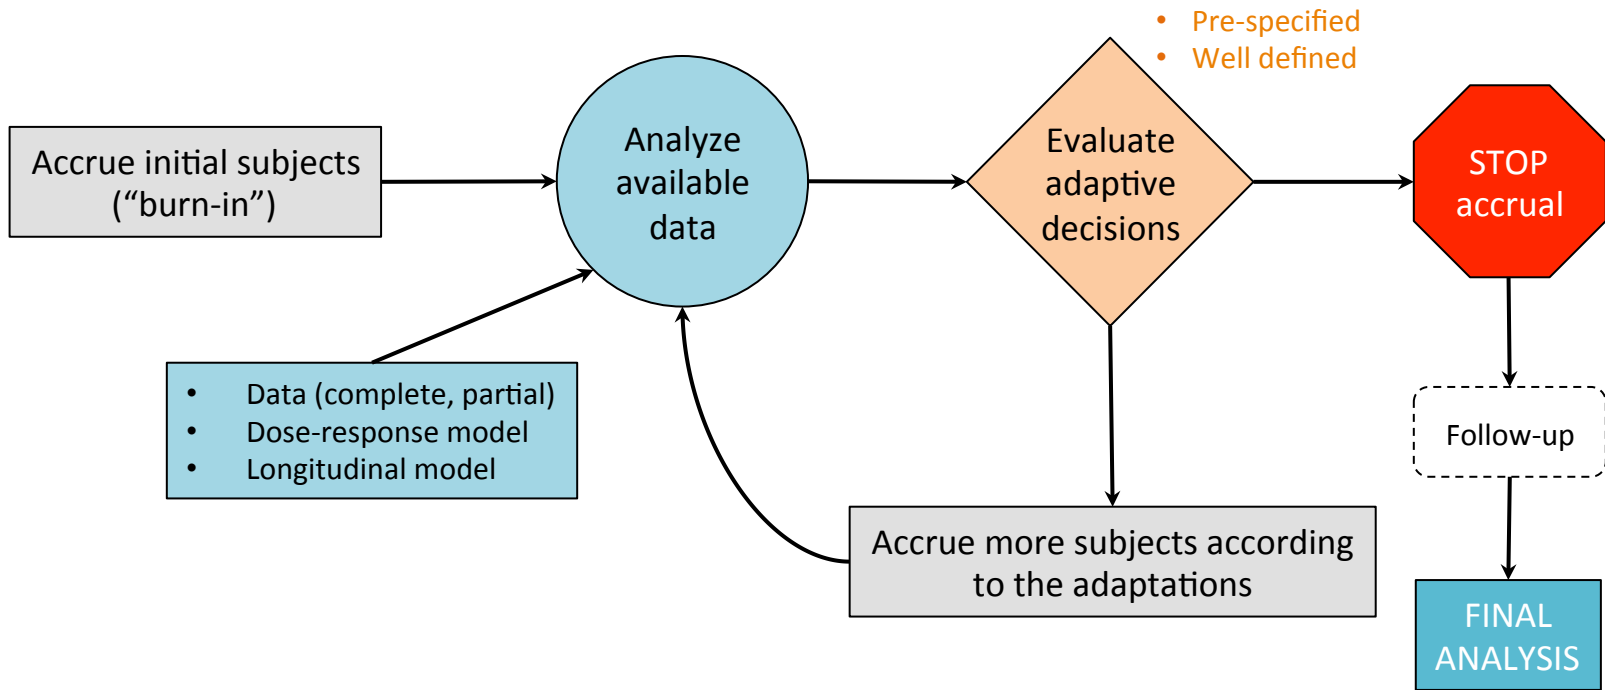 • Pre-specified
• Well defined
Accrue initial subjects
(“burn-in”)
Analyze
available
data
Evaluate
adaptive
decisions
STOP
accrual
• Data (complete, partial)
• Dose-response model
• Longitudinal model
Follow-up
Accrue more subjects according
to the adaptations
FINAL
ANALYSIS